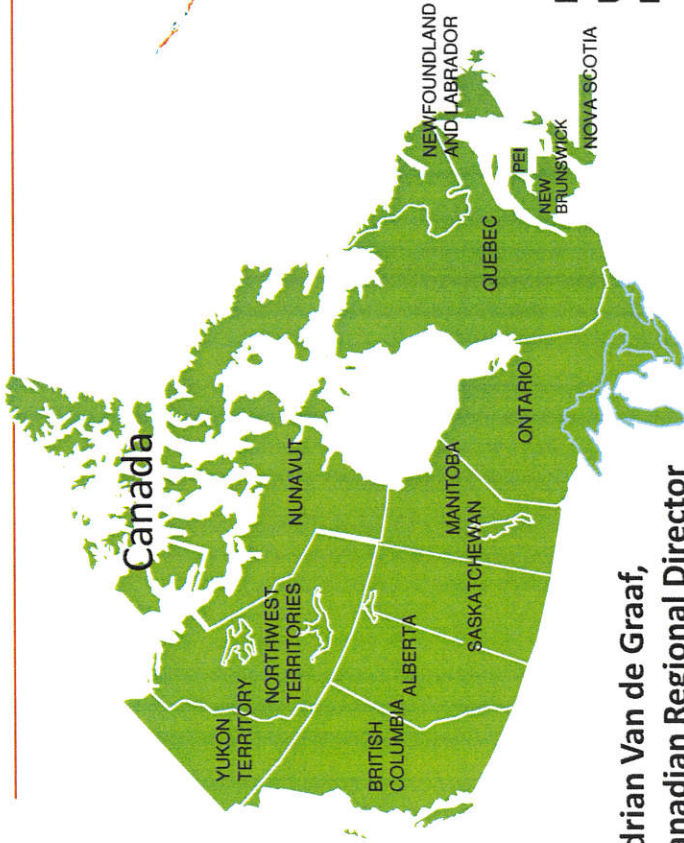 Canada
YUKON
TERRITORY
NORTHWEST
TERRITORIES
NUNAVUT
BRITISH
COLUMBIA
ALBERTA
SASKATCHEWAN
MANITOBA
ONTARIO
QUEBEC
NEWFOUNDLAND
AND LABRADOR
PEI
NEW
BRUNSWICK
NOVA SCOTIA
drian Van de Graaf,
anadian Regional Director